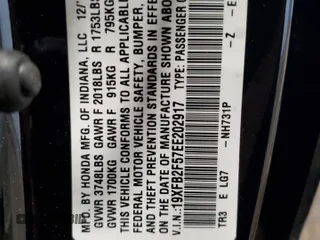 MFD. BY HONDA MFG. OF INDIANA, LLC 12/
GVWR 3748LBS GAWR F 2018LBS R 1753LBS
GVWR 1700KG GAWR F 915KG R 795KG
THIS VEHICLE CONFORMS TO ALL APPLICABLE
FEDERAL MOTOR VEHICLE SAFETY, BUMPER,
AND THEFT PREVENTION STANDARDS IN EFFECT
ON THE DATE OF MANUFACTURE SHOWN ABOVE.
V.I.N.: 19XFB2F57EE202917 TYPE: PASSENGER
NH731P
TR3 E LG7 - Z - E